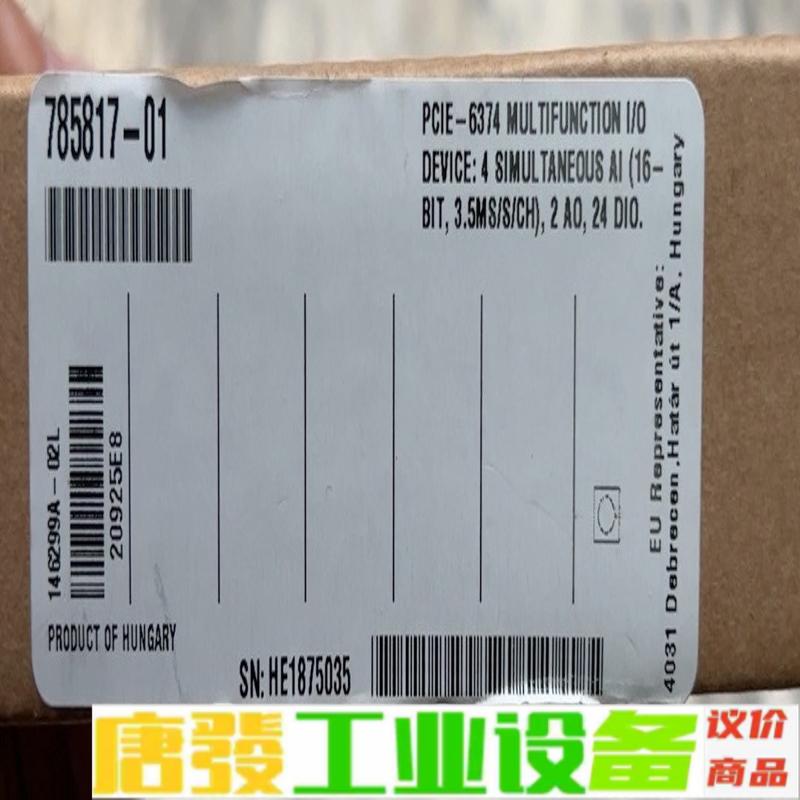 785817-01
PCIE-6374 MULTIFUNCTION I/O
DEVICE: 4 SIMULTANEOUS AI (16-
BIT, 3.5MS/S/CH), 2 AO, 24 DIO.
146299A-02L
20925E8
EU Representative:
4031 Debrecen,Határ út 1/A, Hungary
PRODUCT OF HUNGARY
SN: HE1875035
唐發工业设备
议价
商品